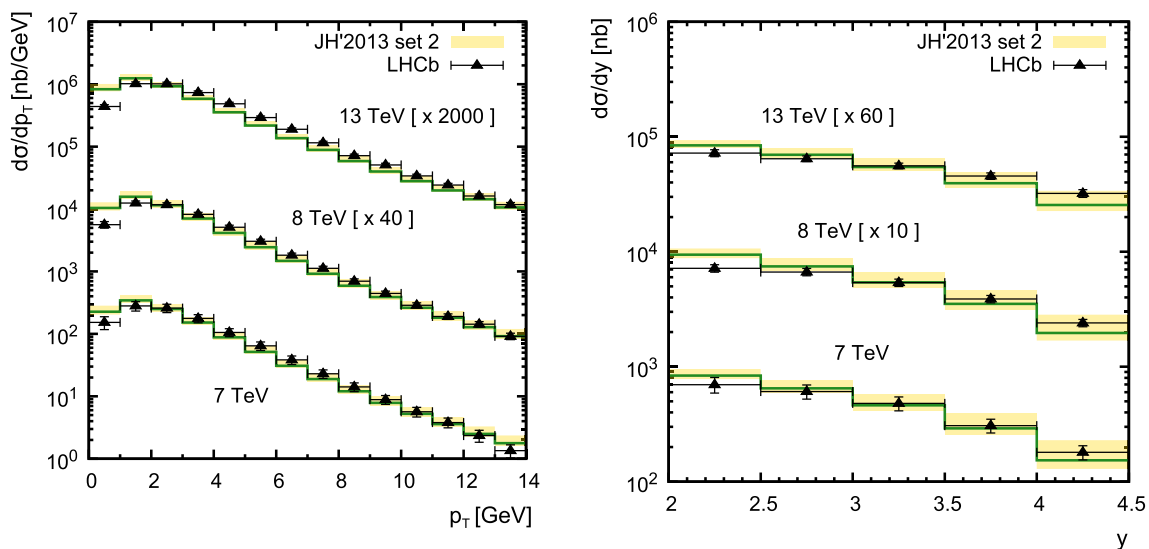 dσ/dp_T [nb/GeV]
10^7
10^6
10^5
10^4
10^3
10^2
10^1
10^0
JH'2013 set 2
LHCb
13 TeV [ x 2000 ]
8 TeV [ x 40 ]
7 TeV
0 2 4 6 8 10 12 14
p_T [GeV]
dσ/dy [nb]
10^6
10^5
10^4
10^3
10^2
JH'2013 set 2
LHCb
13 TeV [ x 60 ]
8 TeV [ x 10 ]
7 TeV
2 2.5 3 3.5 4 4.5
y